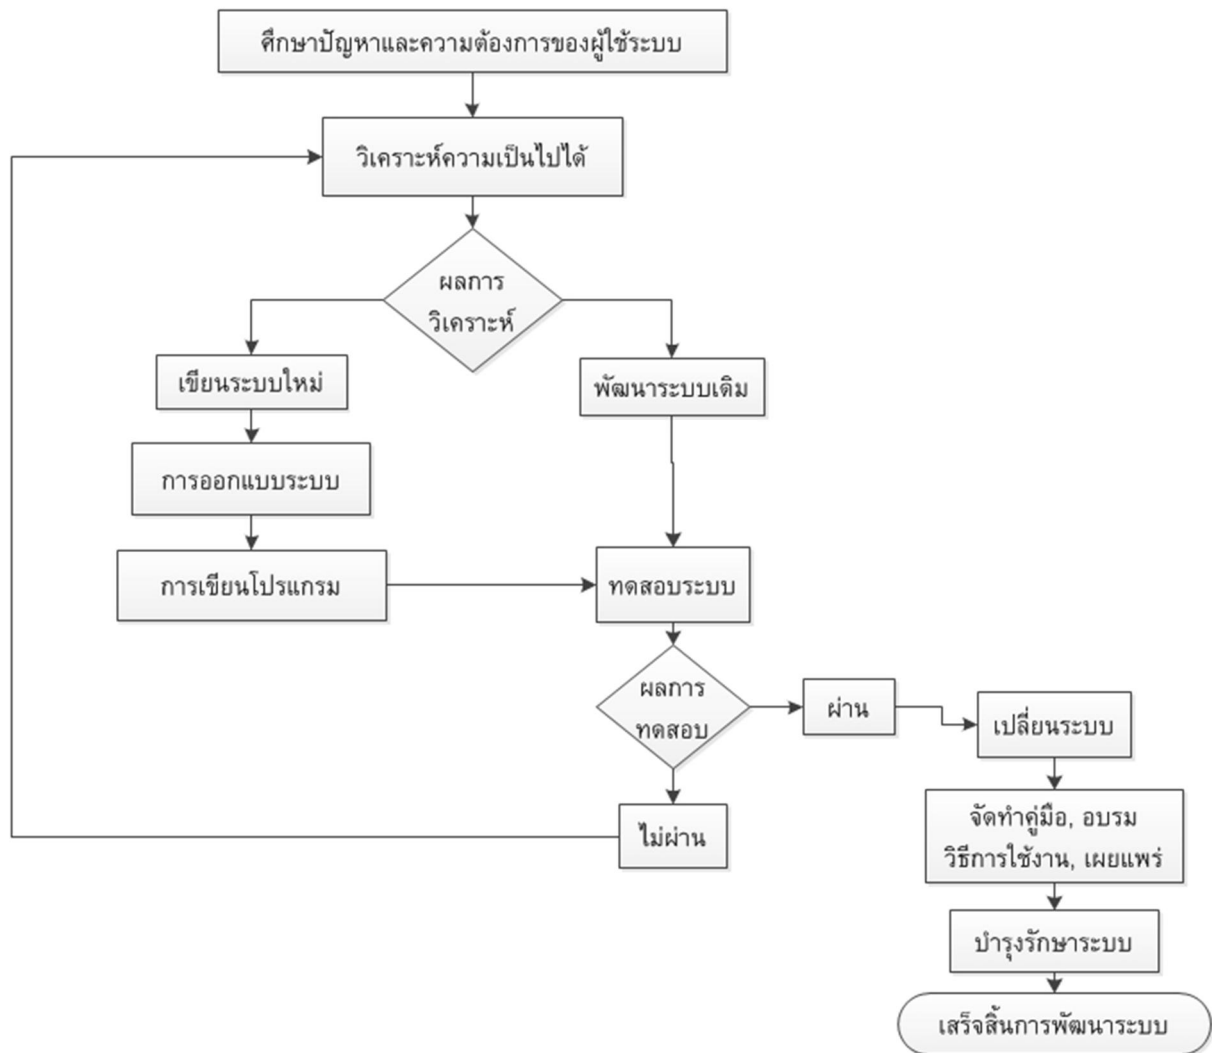 ศึกษาปัญหาและความต้องการของผู้ใช้ระบบ
วิเคราะห์ความเป็นไปได้
ผลการ
วิเคราะห์
เขียนระบบใหม่
พัฒนาระบบเดิม
การออกแบบระบบ
การเขียนโปรแกรม
ทดสอบระบบ
ผลการ
ทดสอบ
ผ่าน
เปลี่ยนระบบ
ไม่ผ่าน
จัดทำคู่มือ, อบรม
วิธีการใช้งาน, เผยแพร่
บำรุงรักษาระบบ
เสร็จสิ้นการพัฒนาระบบ